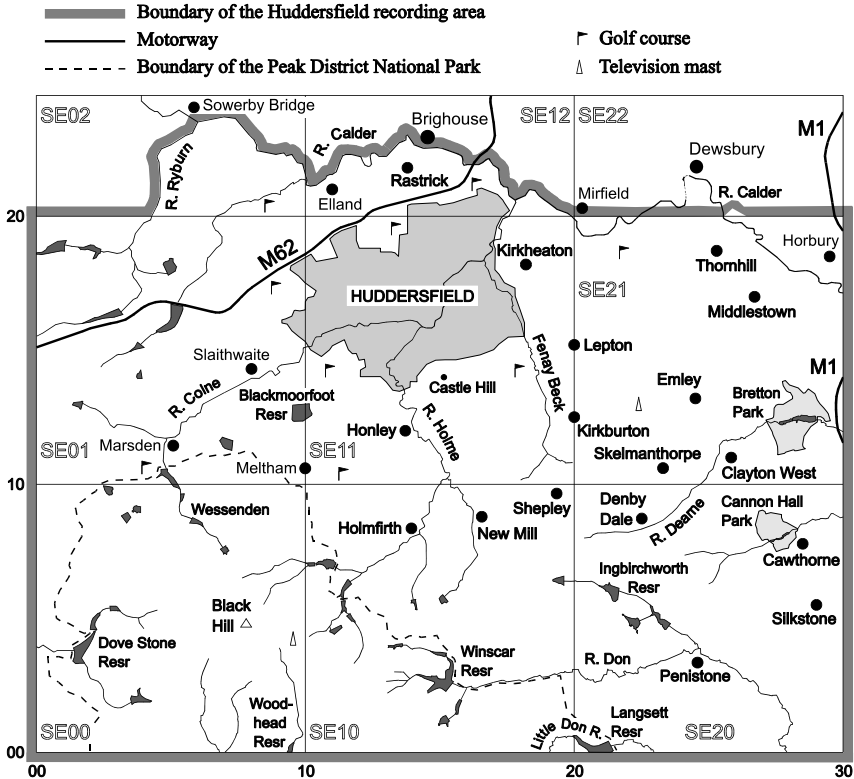 Boundary of the Huddersfield recording area
Motorway
Golf course
Boundary of the Peak District National Park
Television mast
SE02
Sowerby Bridge
R. Calder
Brighouse
SE12
SE22
M1
Dewsbury
R. Ryburn
Rastrick
Elland
Mirfield
R. Calder
20
M62
Kirkheaton
Horbury
Thornhill
HUDDERSFIELD
SE21
Middlestown
Slaithwaite
Fenay Beck
Lepton
M1
R. Colne
Castle Hill
Emley
Bretton
Park
Blackmoorfoot
Resr
R. Holme
Honley
Kirkburton
Marsden
SE01
SE11
Skelmanthorpe
Meltham
Clayton West
10
Wessenden
Shepley
Denby
Dale
R. Dearne
Cannon Hall
Park
Holmfirth
New Mill
Cawthorne
Ingbirchworth
Resr
Black
Hill
Silkstone
Dove Stone
Resr
Winscar
Resr
R. Don
Penistone
Wood-
head
Resr
Little Don R.
Langsett
Resr
SE00
SE10
SE20
00
00
10
20
30